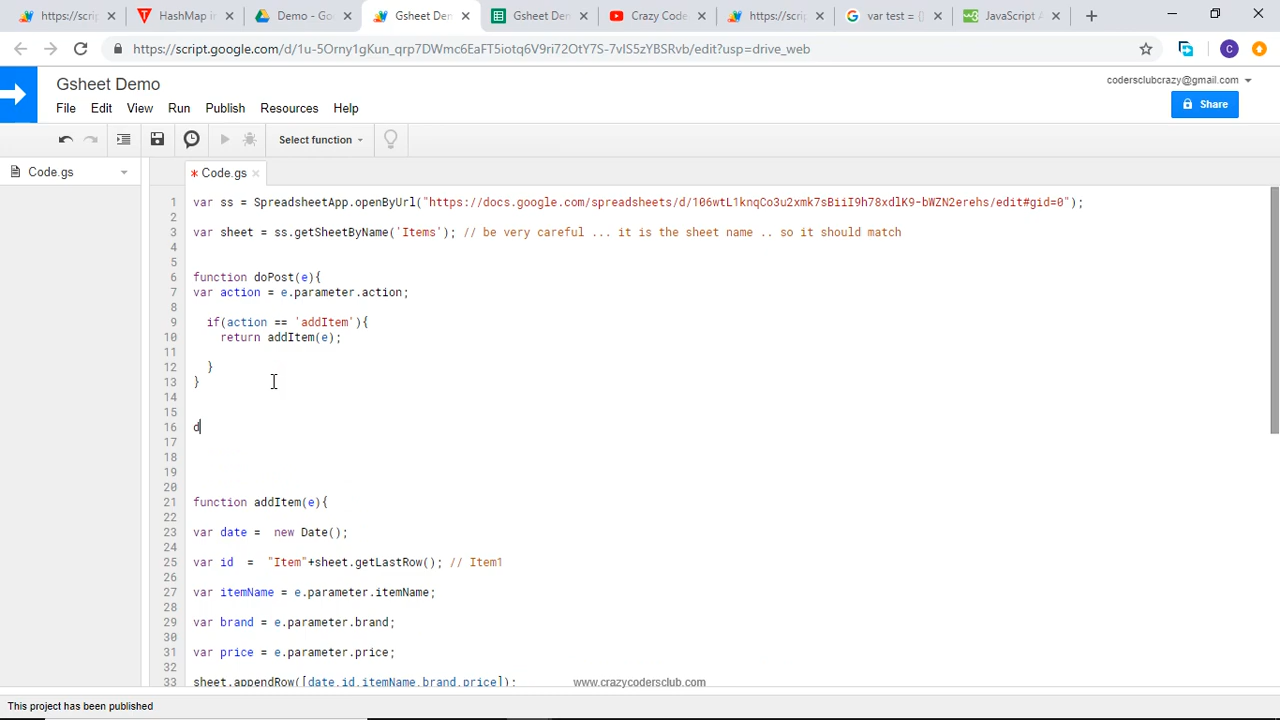 https://scri
HashMap in
Demo - Goo
Gsheet Dem
Gsheet Dem
Crazy Code
https://scri
var test = {
JavaScript A
https://script.google.com/d/1u-5Orny1gKun_qrp7DWmc6EaFT5iotq6V9ri72OtY7S-7vIS5zYBSRvb/edit?usp=drive_web
C
Gsheet Demo
codersclubcrazy@gmail.com
File Edit View Run Publish Resources Help
Share
Select function
Code.gs
* Code.gs
1 var ss = SpreadsheetApp.openByUrl("https://docs.google.com/spreadsheets/d/106wtL1knqCo3u2xmk7sBiiI9h78xdlK9-bWZN2erehs/edit#gid=0");
2
3 var sheet = ss.getSheetByName('Items'); // be very careful ... it is the sheet name .. so it should match
4
5
6 function doPost(e){
7 var action = e.parameter.action;
8
9 if(action == 'addItem'){
10 return addItem(e);
11
12 }
13 }
14
15
16 d
17
18
19
20
21 function addItem(e){
22
23 var date = new Date();
24
25 var id = "Item"+sheet.getLastRow(); // Item1
26
27 var itemName = e.parameter.itemName;
28
29 var brand = e.parameter.brand;
30
31 var price = e.parameter.price;
32
33 sheet.appendRow([date,id,itemName,brand,price]);
www.crazycodersclub.com
This project has been published